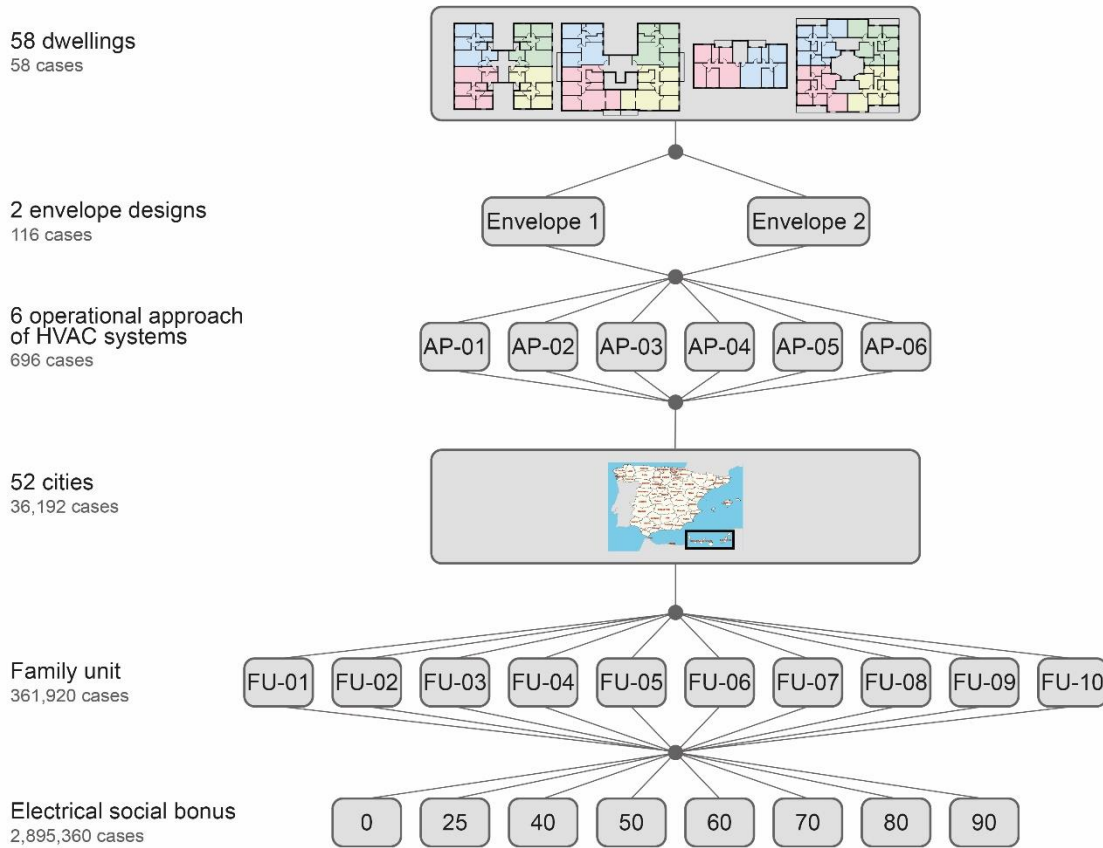 58 dwellings
58 cases
2 envelope designs
116 cases
Envelope 1
Envelope 2
6 operational approach
of HVAC systems
696 cases
AP-01
AP-02
AP-03
AP-04
AP-05
AP-06
52 cities
36,192 cases
Family unit
361,920 cases
FU-01
FU-02
FU-03
FU-04
FU-05
FU-06
FU-07
FU-08
FU-09
FU-10
Electrical social bonus
2,895,360 cases
0
25
40
50
60
70
80
90